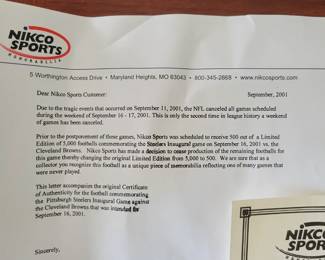 NIKCO
SPORTS
MEMORABILIA
5 Worthington Access Drive • Maryland Heights, MO 63043 • 800-345-2868 • www.nikcosports.com
Dear Nikco Sports Customer:
September, 2001
Due to the tragic events that occurred on September 11, 2001, the NFL canceled all games scheduled
during the weekend of September 16 - 17, 2001. This is only the second time in league history a weekend
of games has been canceled.
Prior to the postponement of these games, Nikco Sports was scheduled to receive 500 out of a Limited
Edition of 5,000 footballs commemorating the Steelers Inaugural game on September 16, 2001 vs. the
Cleveland Browns. Nikco Sports has made a decision to cease production of the remaining footballs for
this game thereby changing the original Limited Edition from 5,000 to 500. We are sure that as a
collector you recognize this football as a unique piece of memorabilia reflecting one of many games that
were never played.
This letter accompanies the original Certificate
of Authenticity for the football commemorating
the Pittsburgh Steelers Inaugural Game against
the Cleveland Browns that was intended for
September 16, 2001.
Sincerely,
NIKCO
SPORTS